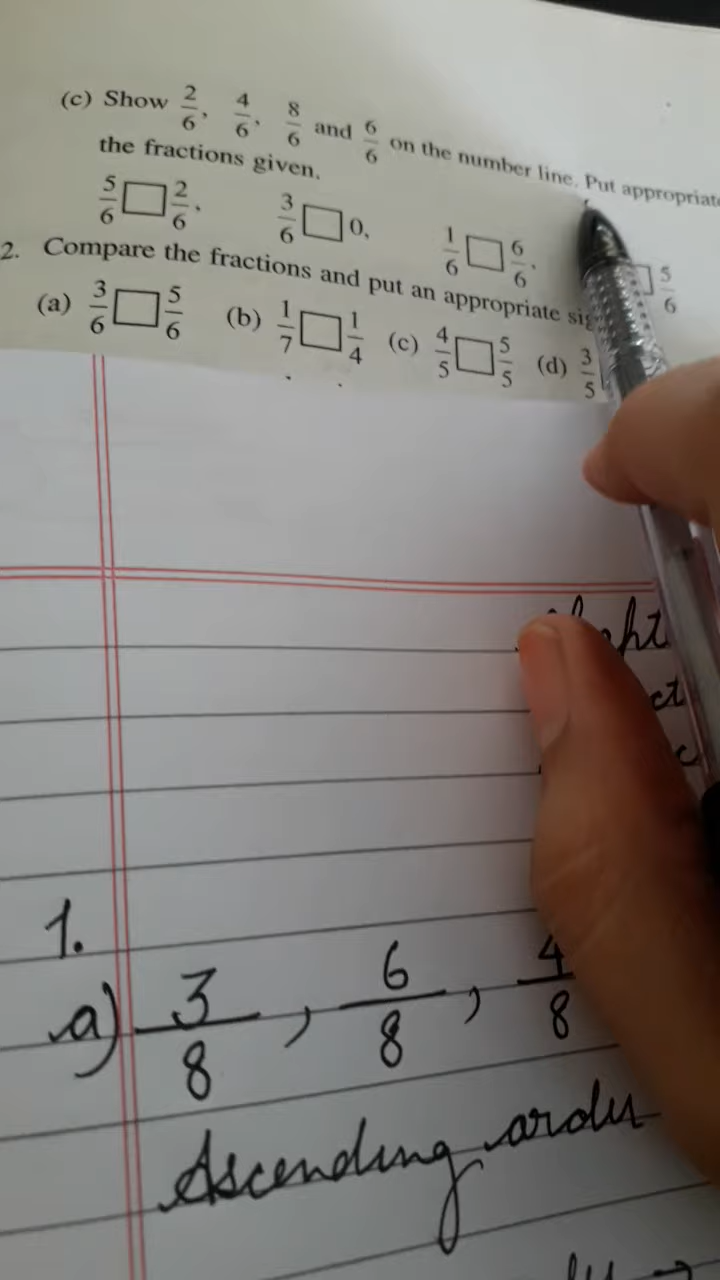 (c) Show 2/6, 4/6, 8/6 and 6/6 on the number line. Put appropriate
the fractions given.
5/6 □ 2/6, 3/6 □ 0, 1/6 □ 6/6, □ 5/6
2. Compare the fractions and put an appropriate
(a) 3/6 □ 5/6 (b) 1/7 □ 1/4 (c) 4/5 □ 5/5 (d) 3/5
1.
a) 3/8, 6/8, 4/8
Ascending